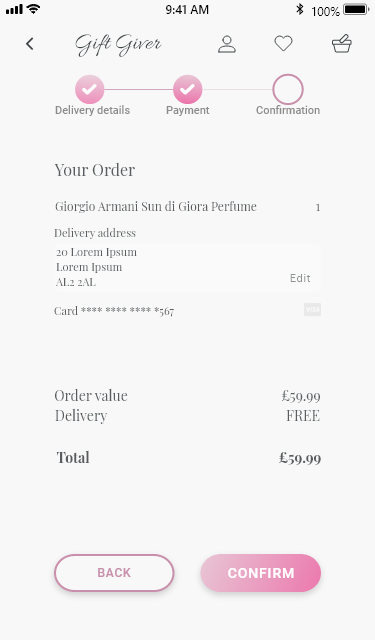 9:41 AM 100%
Gift Giver
Delivery details Payment Confirmation
Your Order
Giorgio Armani Sun di Giora Perfume 1
Delivery address
20 Lorem Ipsum
Lorem Ipsum
AL2 2AL
Edit
Card **** **** **** *567
Order value £59.99
Delivery FREE
Total £59.99
BACK CONFIRM